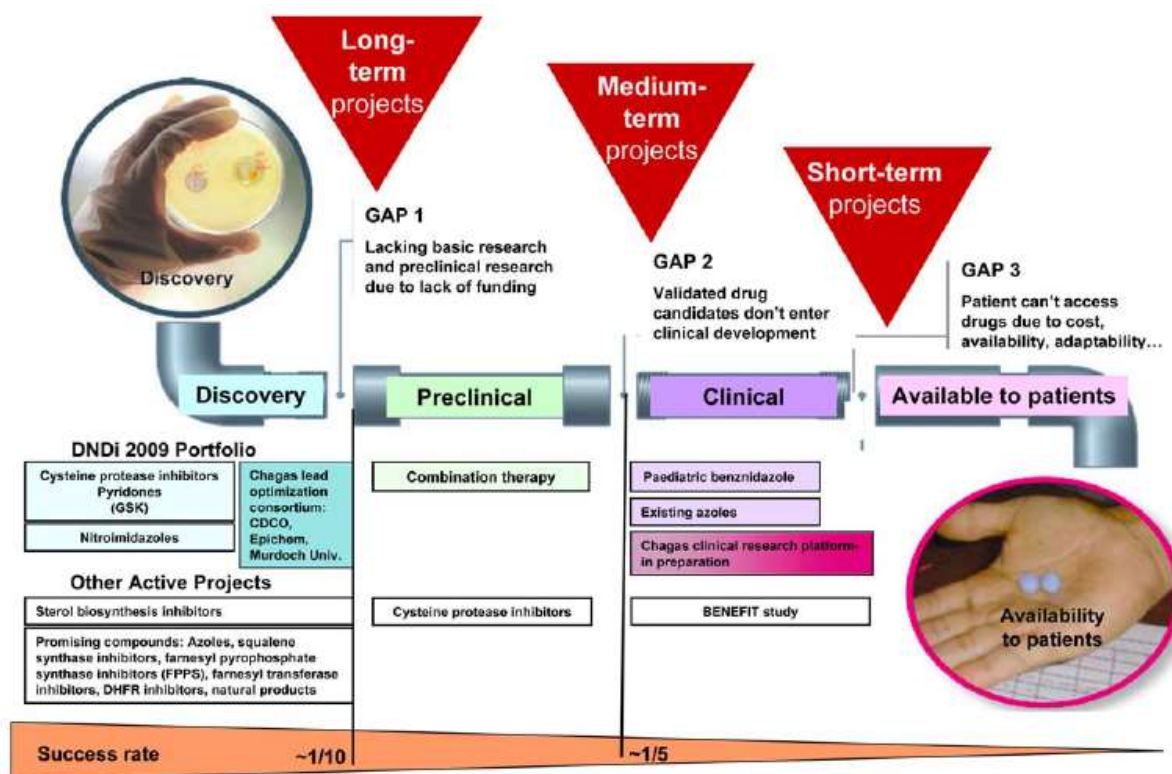 Long-
term
projects
Medium-
term
projects
Short-term
projects
Discovery
GAP 1
Lacking basic research
and preclinical research
due to lack of funding
GAP 2
Validated drug
candidates don't enter
clinical development
GAP 3
Patient can't access
drugs due to cost,
availability, adaptability...
Discovery
Preclinical
Clinical
Available to patients
DNDi 2009 Portfolio
Cysteine protease inhibitors
Pyridones
(GSK)
Nitroimidazoles
Chagas lead
optimization
consortium:
CDCO,
Epichem,
Murdoch Univ.
Combination therapy
Paediatric benznidazole
Existing azoles
Chagas clinical research platform-
in preparation
Other Active Projects
Sterol biosynthesis inhibitors
Promising compounds: Azoles, squalene
synthase inhibitors, farnesyl pyrophosphate
synthase inhibitors (FPPS), farnesyl transferase
inhibitors, DHFR inhibitors, natural products
Cysteine protease inhibitors
BENEFIT study
Availability
to patients
Success rate
~1/10
~1/5